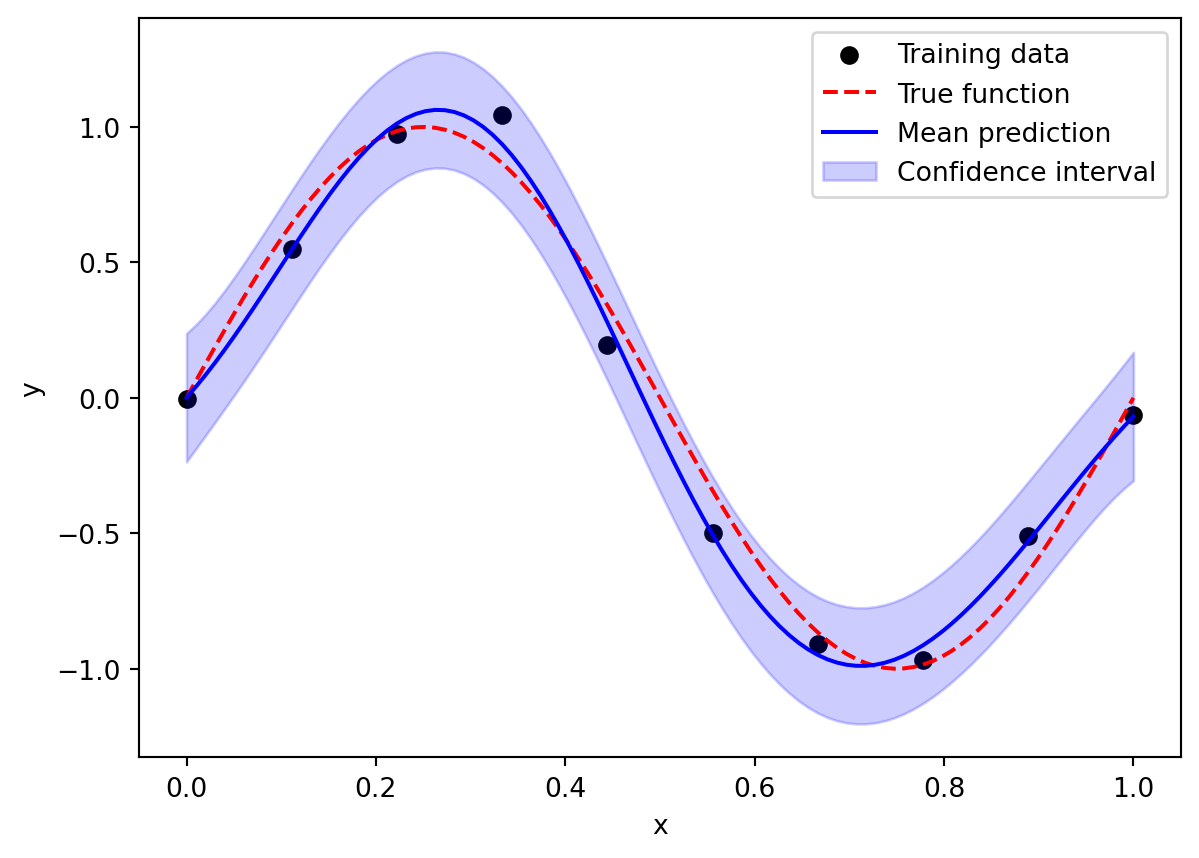 Training data
True function
Mean prediction
Confidence interval
1.0
0.5
0.0
−0.5
−1.0
y
0.0 0.2 0.4 0.6 0.8 1.0
x